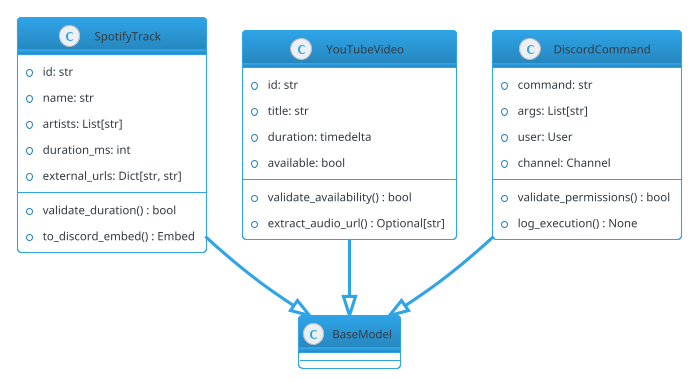 C SpotifyTrack
id: str
name: str
artists: List[str]
duration_ms: int
external_urls: Dict[str, str]
validate_duration() : bool
to_discord_embed() : Embed
C YouTubeVideo
id: str
title: str
duration: timedelta
available: bool
validate_availability() : bool
extract_audio_url() : Optional[str]
C DiscordCommand
command: str
args: List[str]
user: User
channel: Channel
validate_permissions() : bool
log_execution() : None
C BaseModel